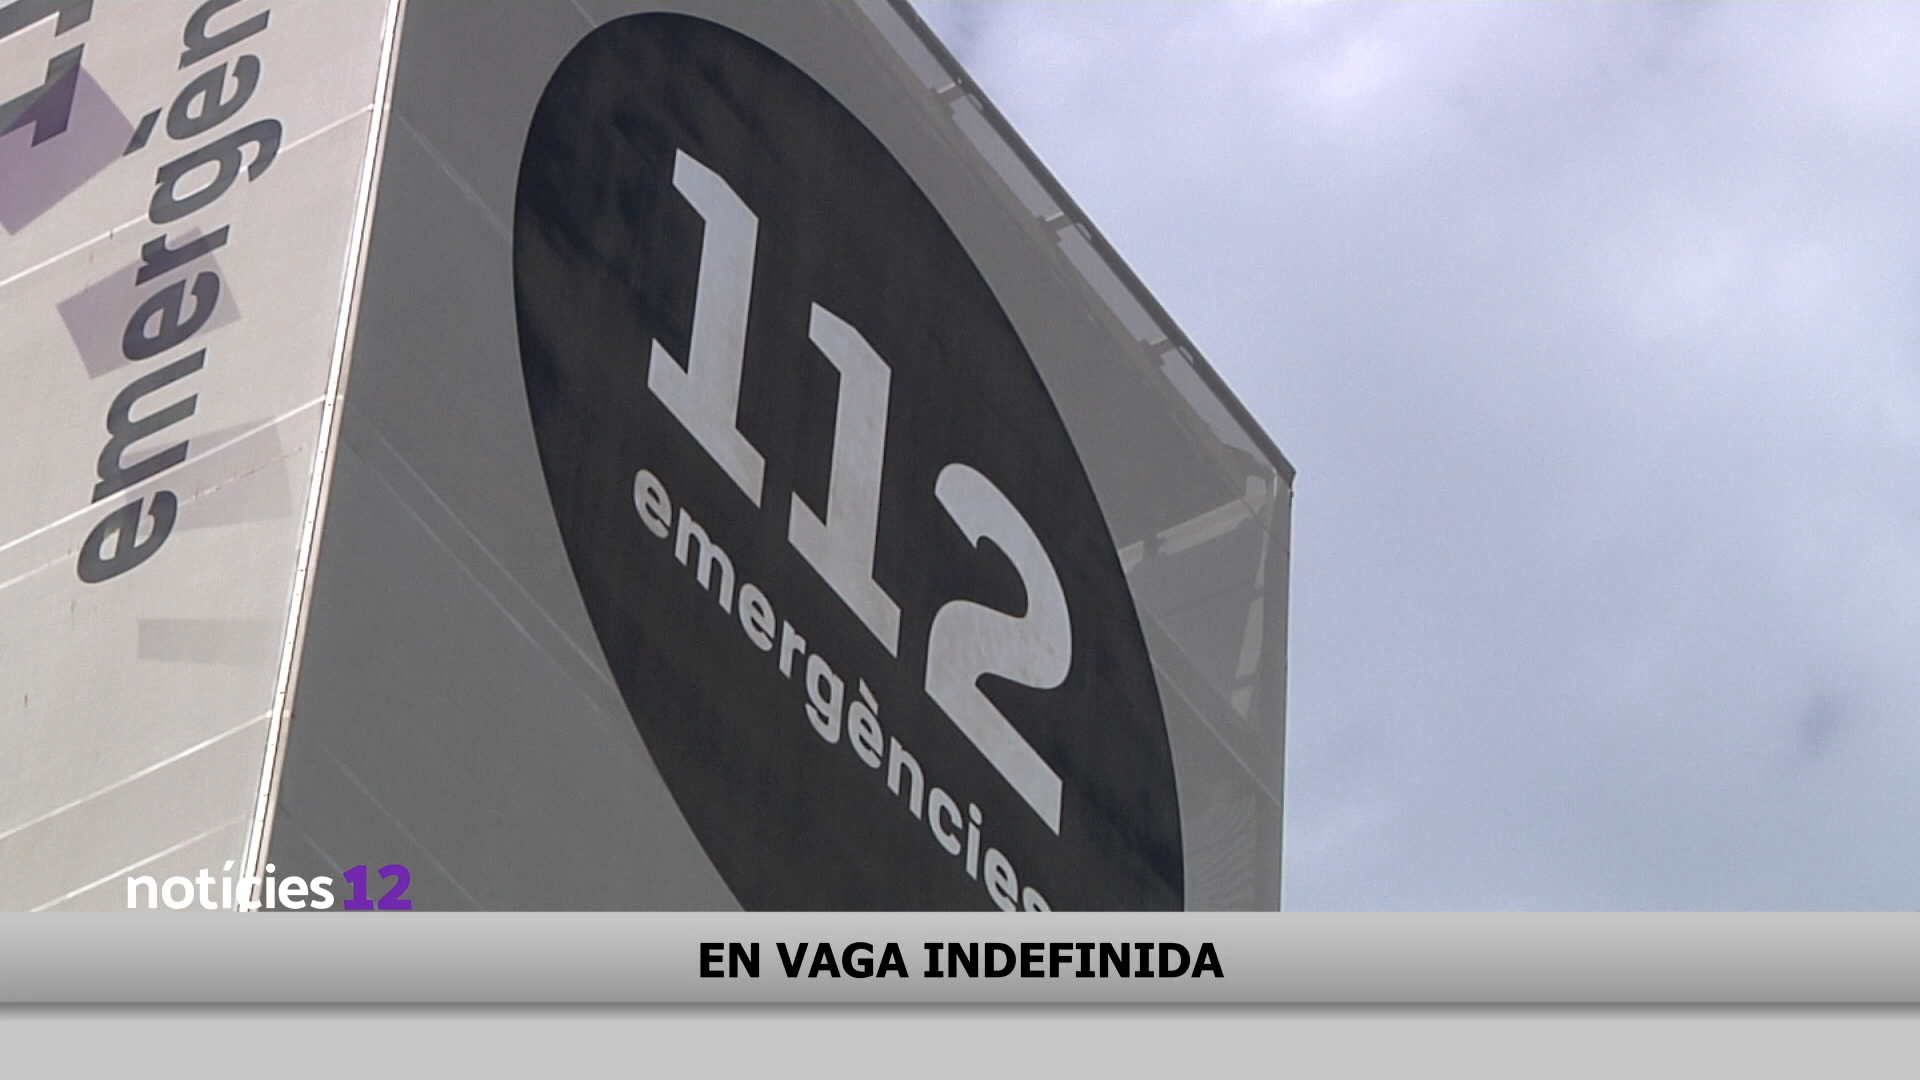 emergèn
112
emergències
notícies12
EN VAGA INDEFINIDA